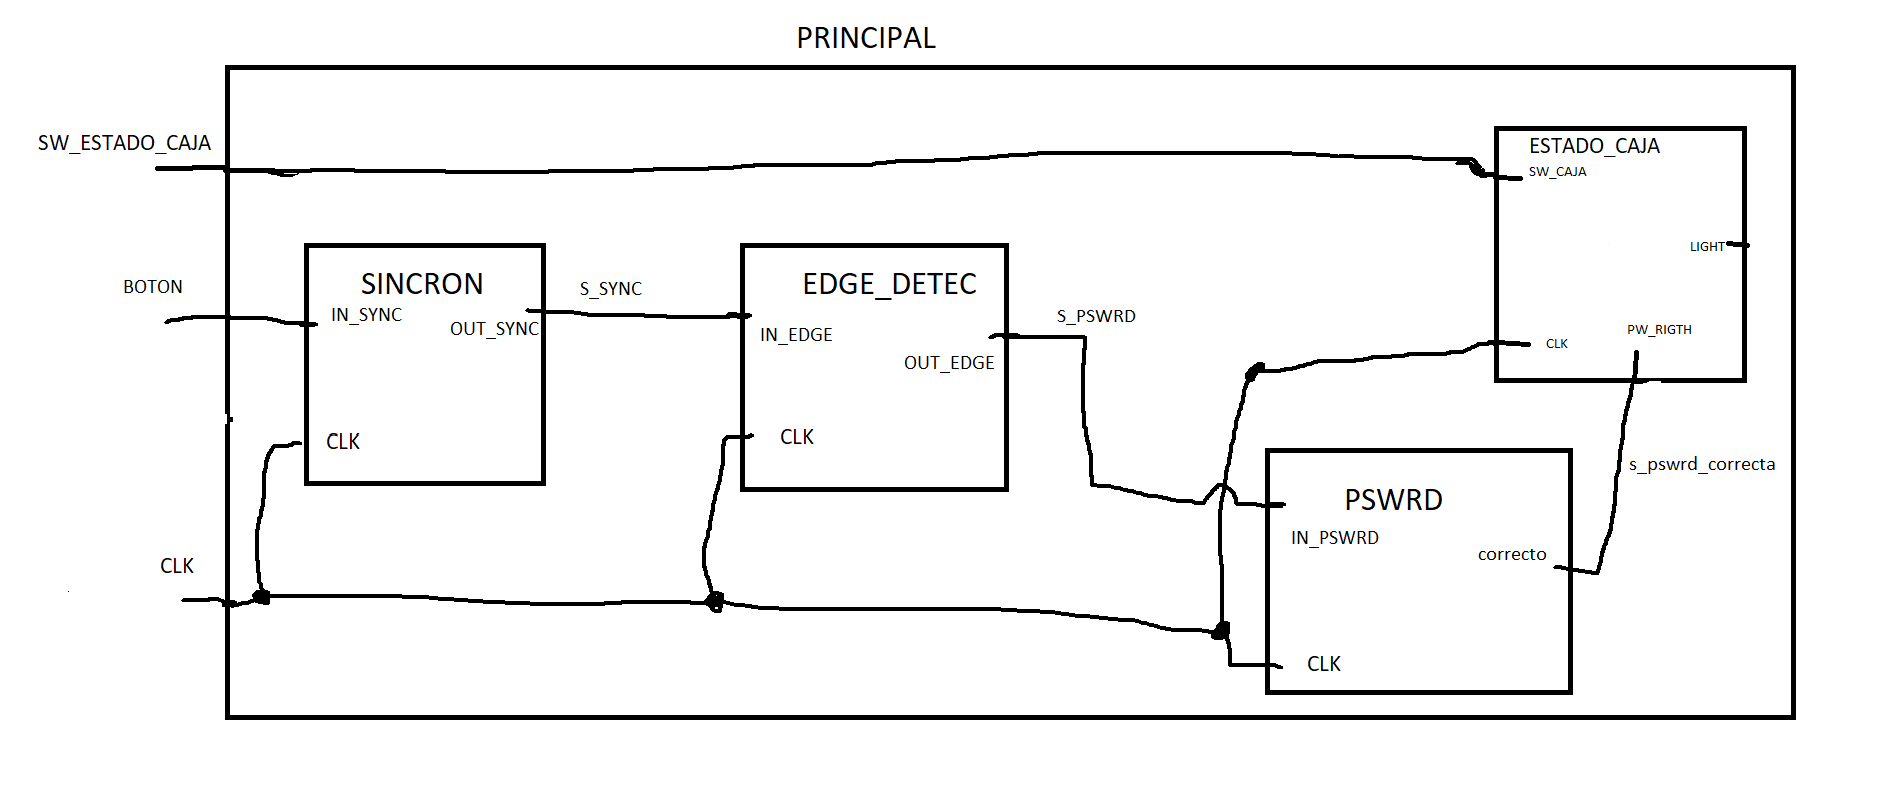 PRINCIPAL
SW_ESTADO_CAJA
ESTADO_CAJA
SW_CAJA
LIGHT
PW_RIGTH
CLK
BOTON
SINCRON
IN_SYNC
OUT_SYNC
CLK
S_SYNC
EDGE_DETEC
IN_EDGE
OUT_EDGE
CLK
S_PSWRD
s_pswrd_correcta
PSWRD
IN_PSWRD
correcto
CLK
CLK